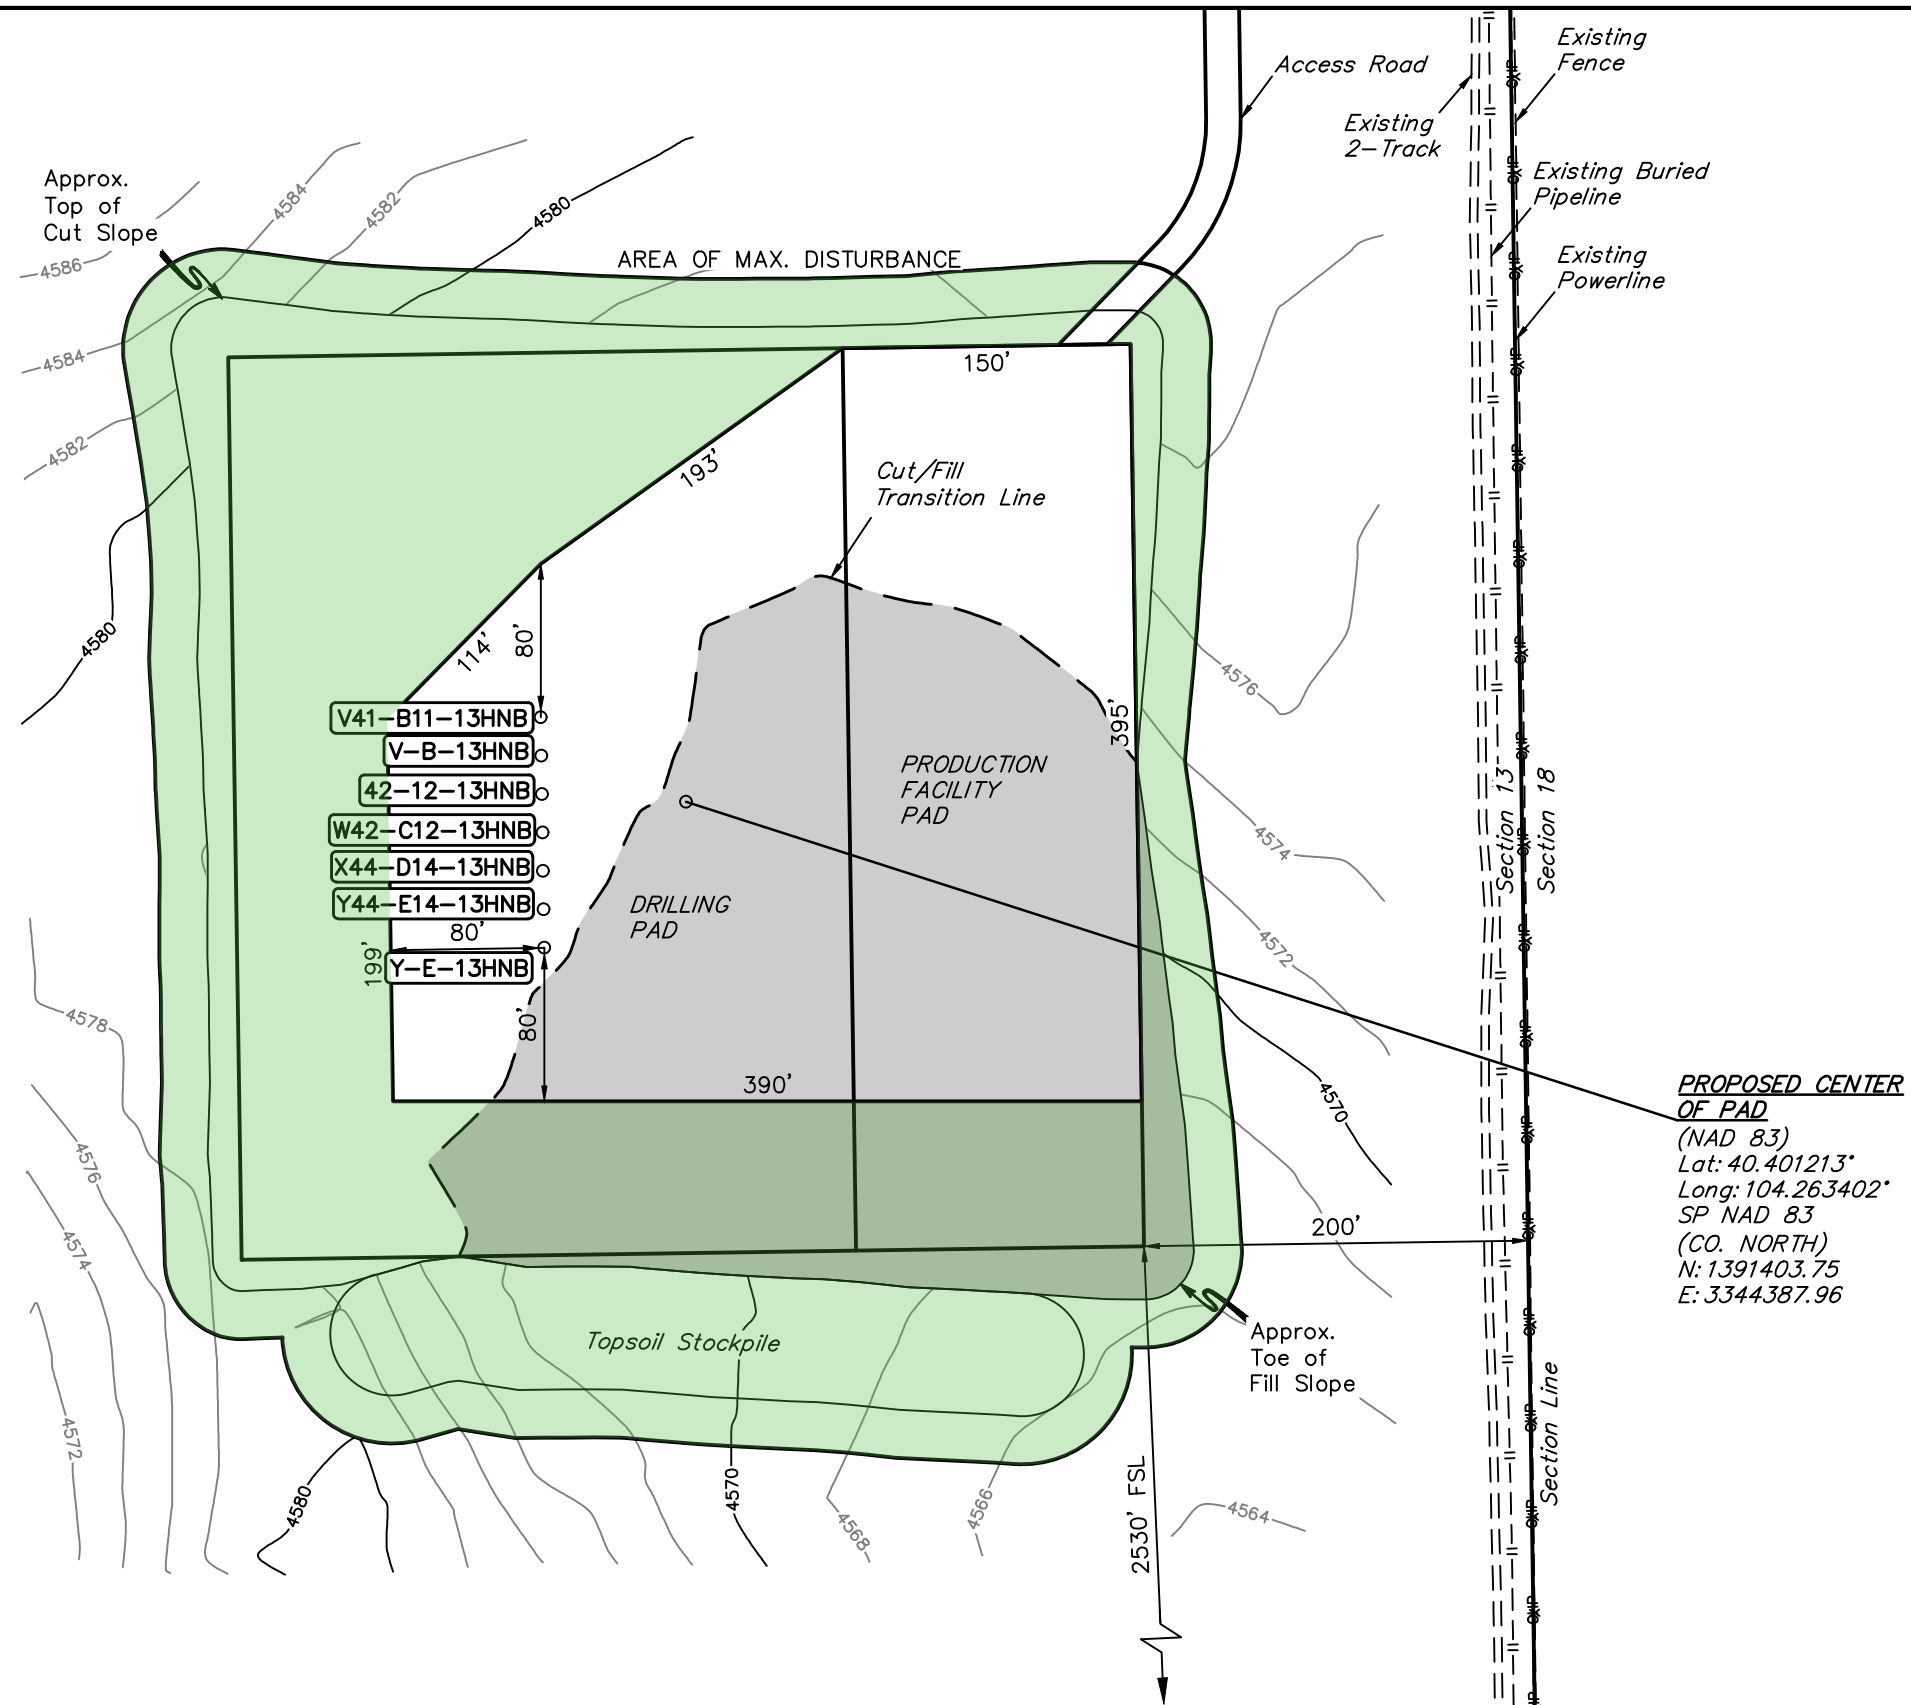 Access Road
Existing
Fence
Existing
2-Track
Existing Buried
Pipeline
Existing
Powerline
Approx.
Top of
Cut Slope
AREA OF MAX. DISTURBANCE
4584
4582
4580
4586
4584
4582
4580
150'
193'
Cut/Fill
Transition Line
114'
80'
V41-B11-13HNB
V-B-13HNB
42-12-13HNB
W42-C12-13HNB
X44-D14-13HNB
Y44-E14-13HNB
80'
199'
Y-E-13HNB
80'
390'
395'
PRODUCTION
FACILITY
PAD
DRILLING
PAD
4576
4574
4572
4570
Section 13
Section 18
PROPOSED CENTER
OF PAD
(NAD 83)
Lat: 40.401213°
Long: 104.263402°
SP NAD 83
(CO. NORTH)
N: 1391403.75
E: 3344387.96
200'
4578
4576
4574
4572
Topsoil Stockpile
Approx.
Toe of
Fill Slope
Section Line
2530' FSL
4580
4570
4568
4566
4564